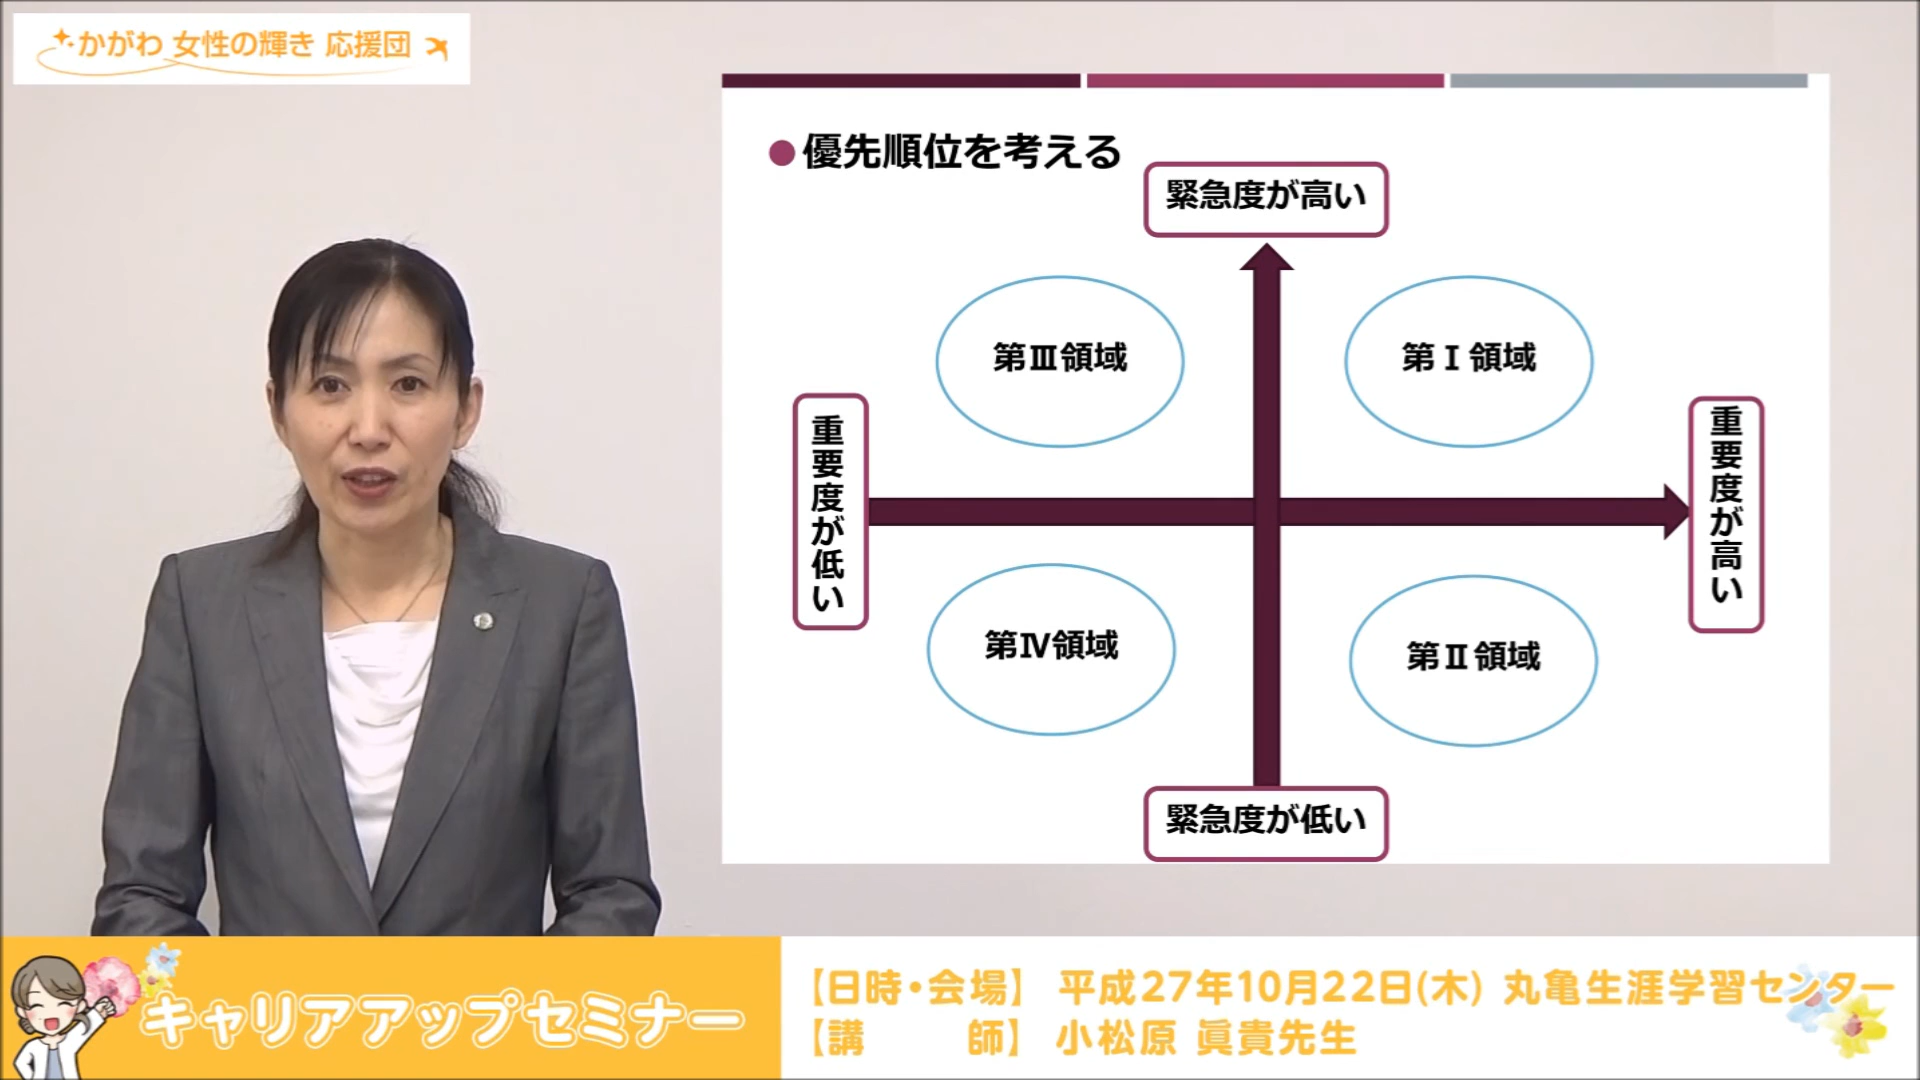 かがわ 女性の輝き 応援団
●優先順位を考える
緊急度が高い
第Ⅲ領域
第Ⅰ領域
重要度が低い
重要度が高い
第Ⅳ領域
第Ⅱ領域
緊急度が低い
キャリアアップセミナー
【日時・会場】 平成27年10月22日(木) 丸亀生涯学習センター
【講 師】 小松原 眞貴先生